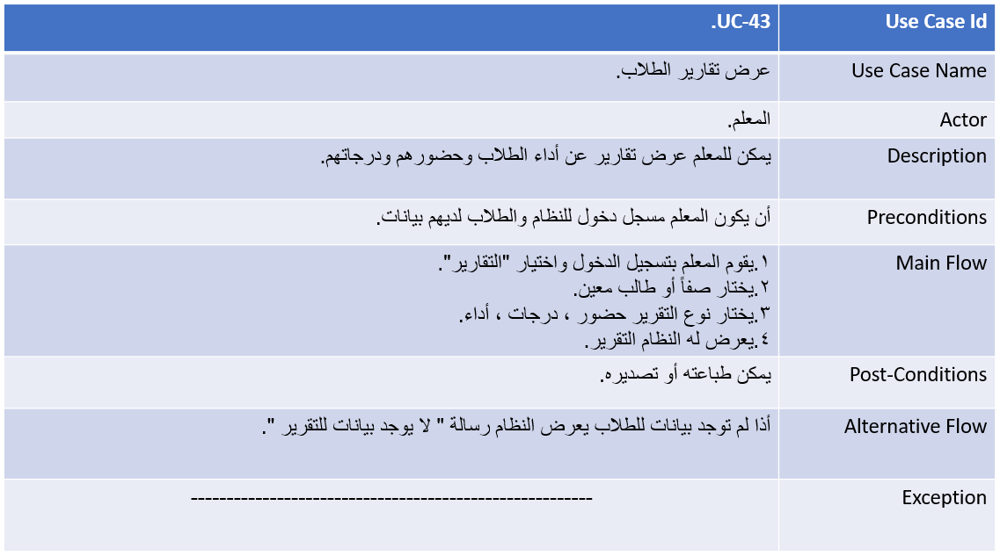 Use Case Id UC-43.
Use Case Name عرض تقارير الطلاب.
Actor المعلم.
Description يمكن للمعلم عرض تقارير عن أداء الطلاب وحضورهم ودرجاتهم.
Preconditions أن يكون المعلم مسجل دخول للنظام والطلاب لديهم بيانات.
Main Flow ١.يقوم المعلم بتسجيل الدخول واختيار "التقارير".
٢.يختار صفاً أو طالب معين.
٣.يختار نوع التقرير حضور ، درجات ، أداء.
٤.يعرض له النظام التقرير.
Post-Conditions يمكن طباعته أو تصديره.
Alternative Flow أذا لم توجد بيانات للطلاب يعرض النظام رسالة " لا يوجد بيانات للتقرير ".
Exception --------------------------------------------------------